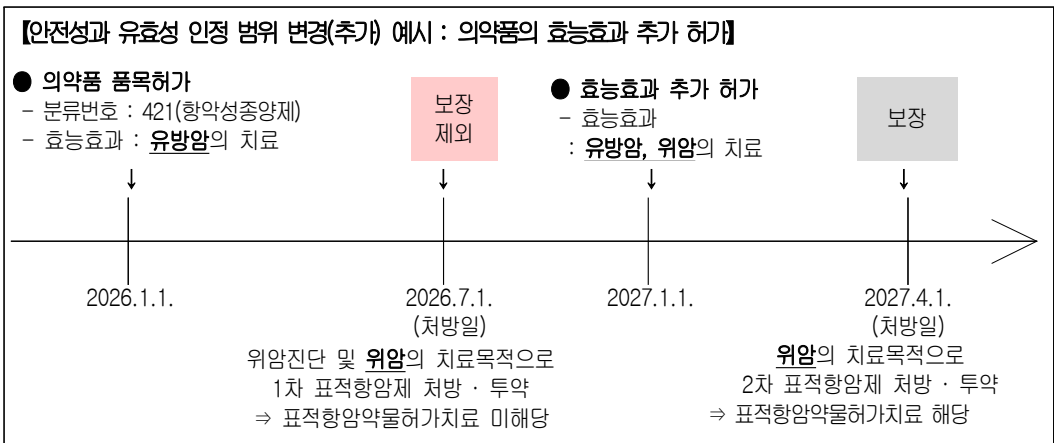 【안전성과 유효성 인정 범위 변경(추가) 예시 : 의약품의 효능효과 추가 허가】
● 의약품 품목허가
- 분류번호 : 421(항악성종양제)
- 효능효과 : 유방암의 치료
보장
제외
● 효능효과 추가 허가
- 효능효과
: 유방암, 위암의 치료
보장
↓
↓
↓
↓
2026.1.1.
2026.7.1.
(처방일)
위암진단 및 위암의 치료목적으로
1차 표적항암제 처방 · 투약
⇒ 표적항암약물허가치료 미해당
2027.1.1.
2027.4.1.
(처방일)
위암의 치료목적으로
2차 표적항암제 처방 · 투약
⇒ 표적항암약물허가치료 해당